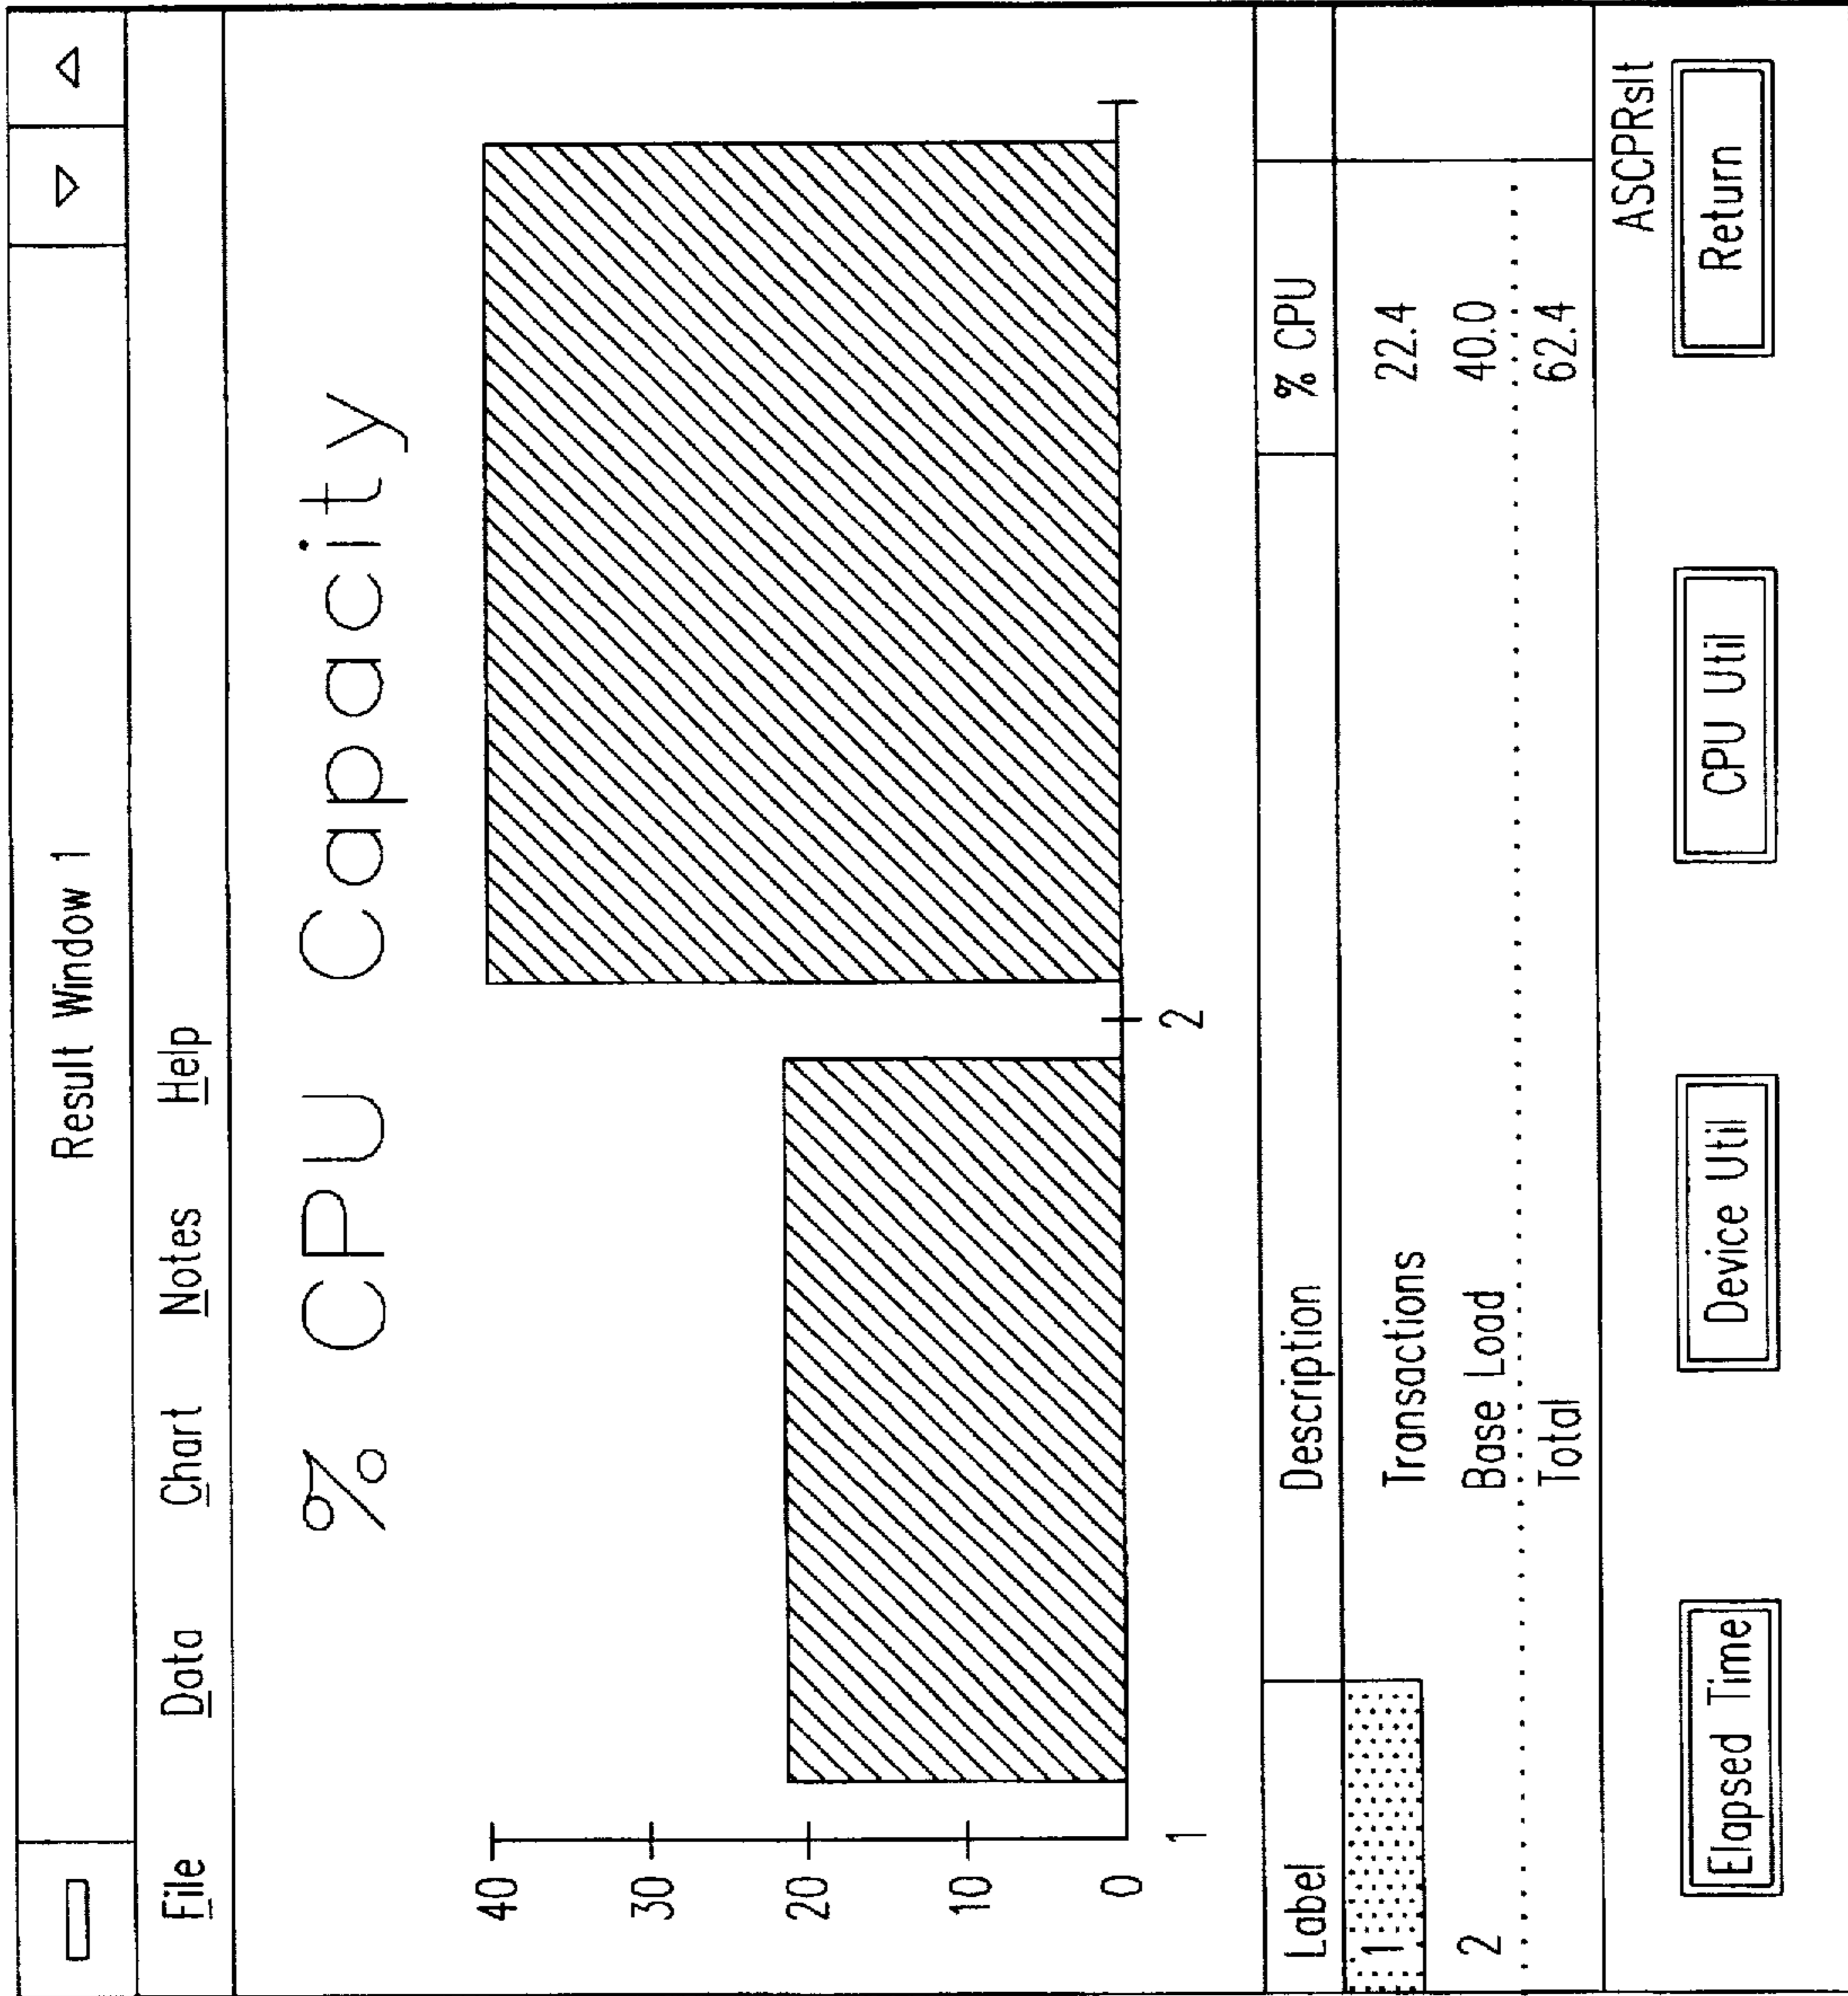 Result Window 1
File Data Chart Notes Help
% CPU Capacity
40
30
20
10
0
1 2
Label Description % CPU
1 Transactions 22.4
2 Base Load 40.0
Total 62.4
ASCPRslt
Elapsed Time Device Util CPU Util Return